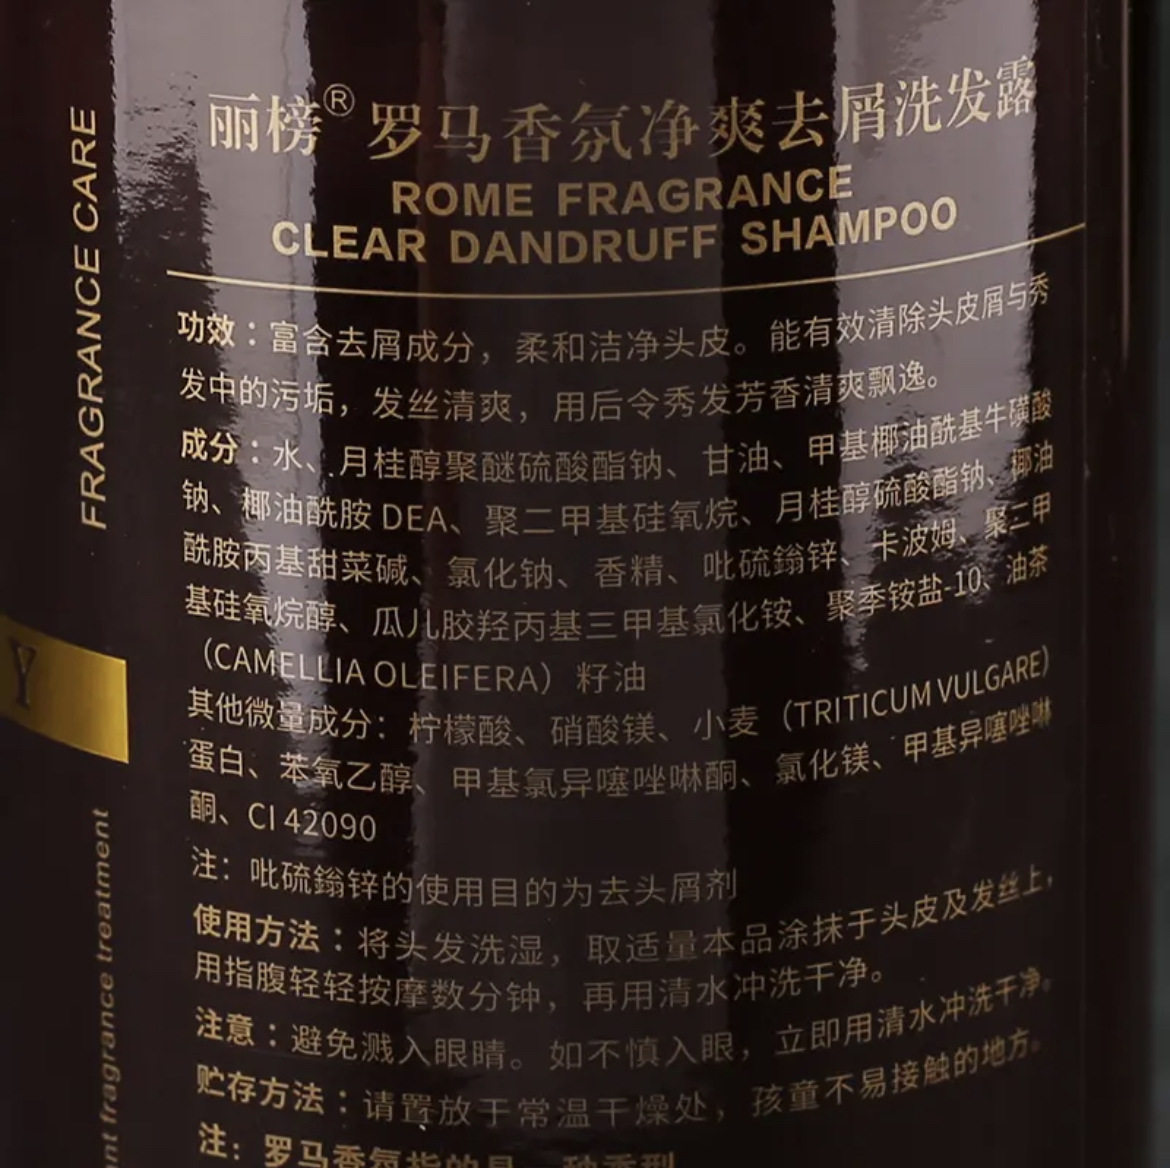 丽榜® 罗马香氛净爽去屑洗发露
ROME FRAGRANCE
CLEAR DANDRUFF SHAMPOO
功效：富含去屑成分，柔和洁净头皮。能有效清除头皮屑与秀
发中的污垢，发丝清爽，用后令秀发芳香清爽飘逸。
成分：水、月桂醇聚醚硫酸酯钠、甘油、甲基椰油酰基牛磺酸
钠、椰油酰胺 DEA、聚二甲基硅氧烷、月桂醇硫酸酯钠、椰油
酰胺丙基甜菜碱、氯化钠、香精、吡硫鎓锌、卡波姆、聚二甲
基硅氧烷醇、瓜儿胶羟丙基三甲基氯化铵、聚季铵盐-10、油茶
（CAMELLIA OLEIFERA）籽油
其他微量成分：柠檬酸、硝酸镁、小麦（TRITICUM VULGARE）
蛋白、苯氧乙醇、甲基氯异噻唑啉酮、氯化镁、甲基异噻唑啉
酮、CI 42090
注：吡硫鎓锌的使用目的为去头屑剂
使用方法：将头发洗湿，取适量本品涂抹于头皮及发丝上，
用指腹轻轻按摩数分钟，再用清水冲洗干净。
注意：避免溅入眼睛。如不慎入眼，立即用清水冲洗干净。
贮存方法：请置放于常温干燥处，孩童不易接触的地方。
注：罗马香氛指的是一种香型
FRAGRANCE CARE
Y
fragrance treatment